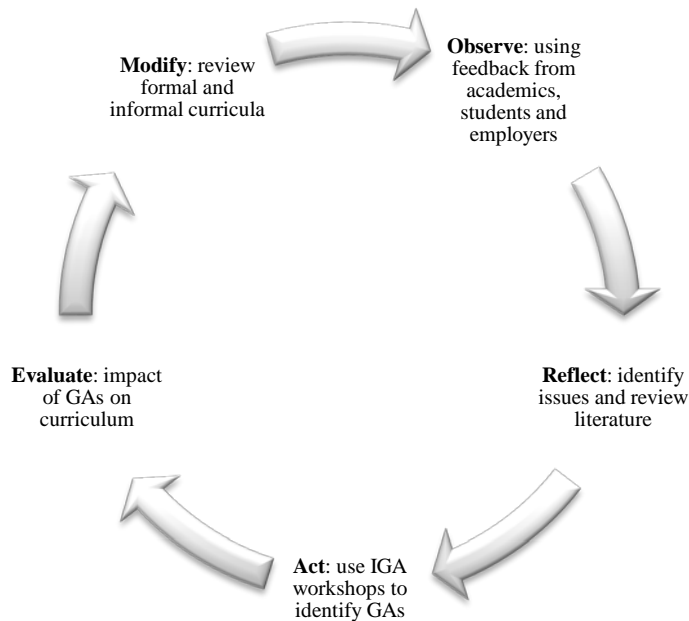 Modify: review
formal and
informal curricula
Observe: using
feedback from
academics,
students and
employers
Reflect: identify
issues and review
literature
Act: use IGA
workshops to
identify GAs
Evaluate: impact
of GAs on
curriculum